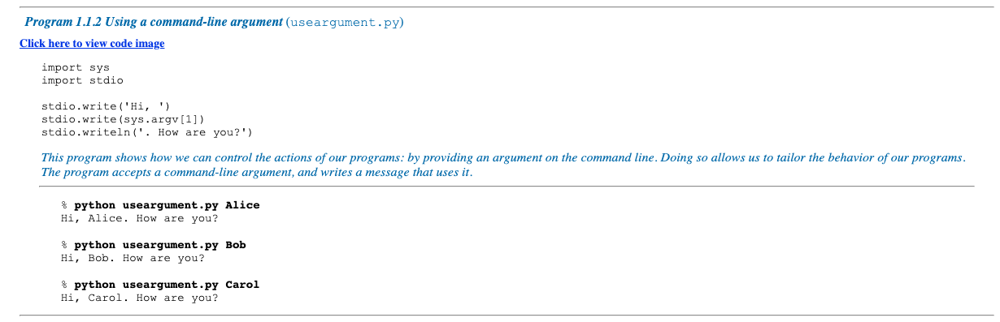 Program 1.1.2 Using a command-line argument (useargument.py)
Click here to view code image
import sys
import stdio
stdio.write('Hi, ')
stdio.write(sys.argv[1])
stdio.writeln('. How are you?')
This program shows how we can control the actions of our programs: by providing an argument on the command line. Doing so allows us to tailor the behavior of our programs.
The program accepts a command-line argument, and writes a message that uses it.
% python useargument.py Alice
Hi, Alice. How are you?
% python useargument.py Bob
Hi, Bob. How are you?
% python useargument.py Carol
Hi, Carol. How are you?